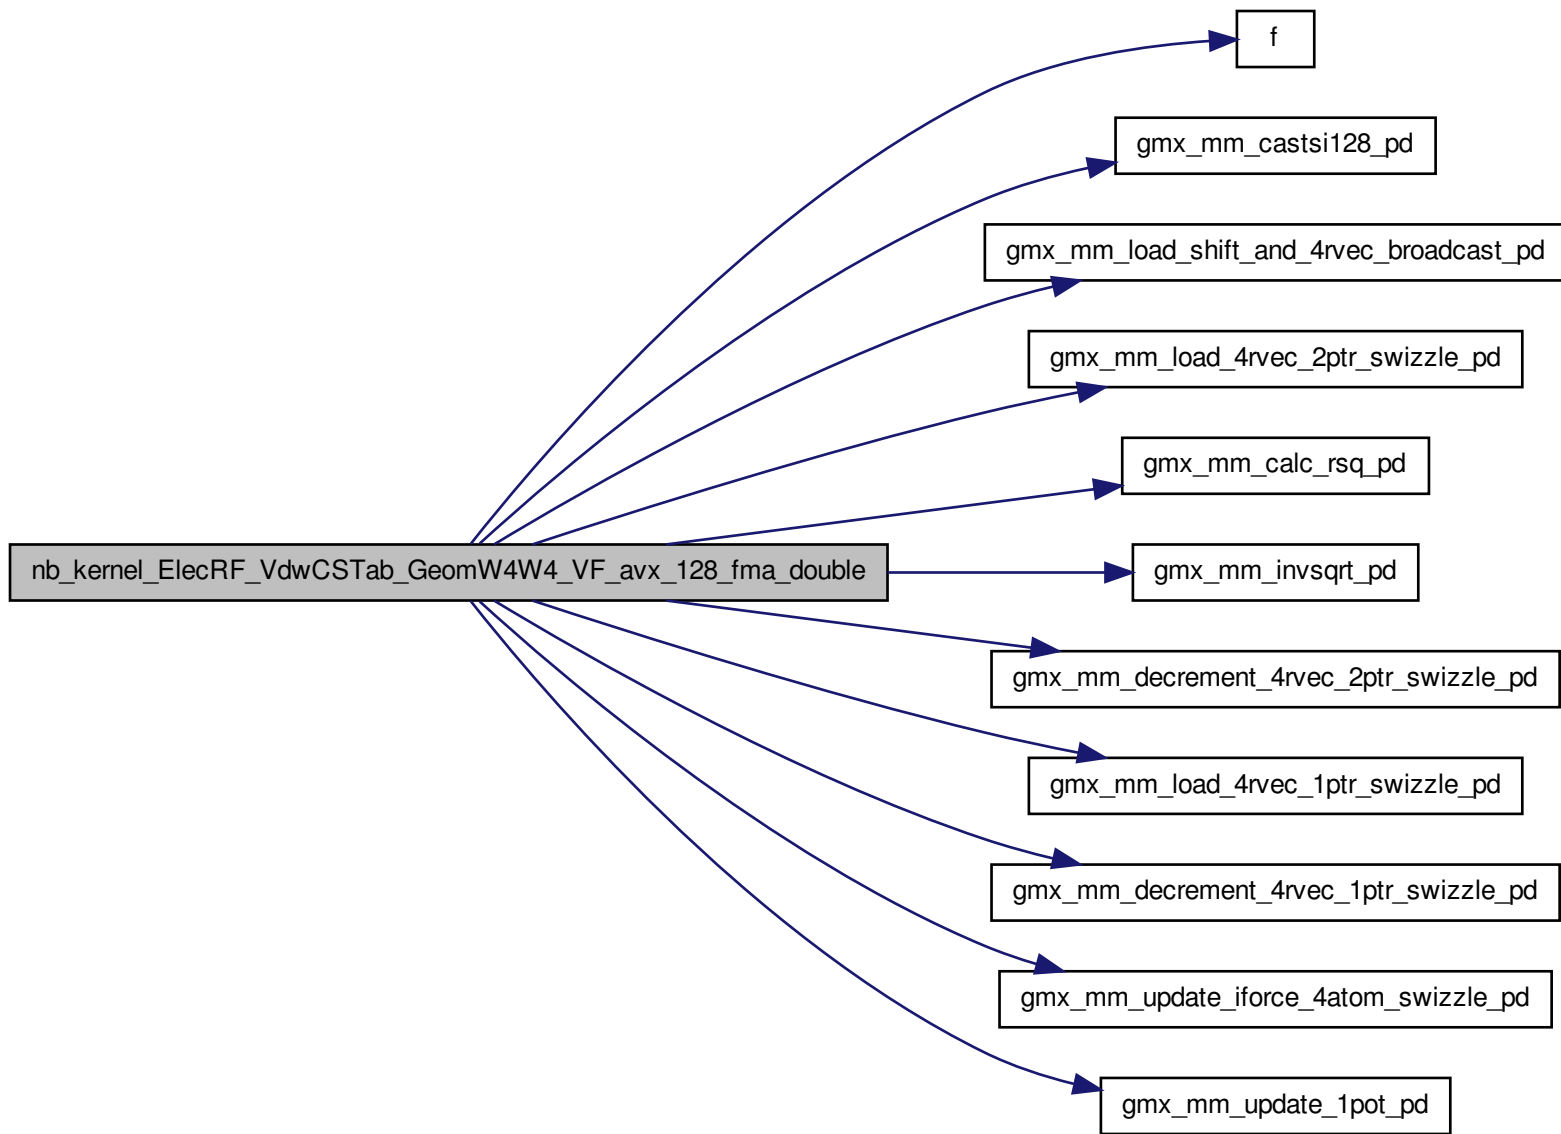 f
gmx_mm_castsi128_pd
gmx_mm_load_shift_and_4rvec_broadcast_pd
gmx_mm_load_4rvec_2ptr_swizzle_pd
gmx_mm_calc_rsq_pd
nb_kernel_ElecRF_VdwCSTab_GeomW4W4_VF_avx_128_fma_double
gmx_mm_invsqrt_pd
gmx_mm_decrement_4rvec_2ptr_swizzle_pd
gmx_mm_load_4rvec_1ptr_swizzle_pd
gmx_mm_decrement_4rvec_1ptr_swizzle_pd
gmx_mm_update_iforce_4atom_swizzle_pd
gmx_mm_update_1pot_pd